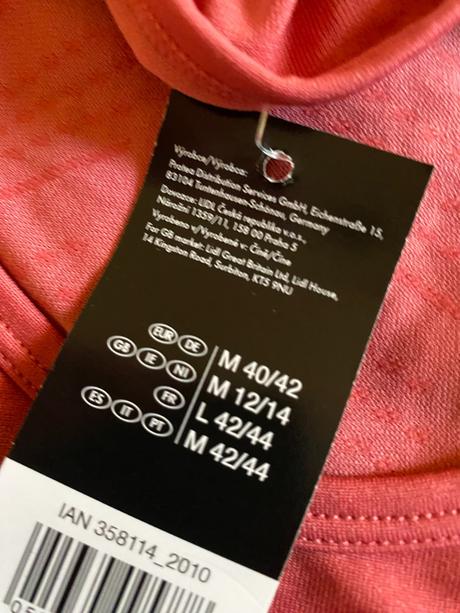 Výrobce/Výrobca:
Protea Distribution Services GmbH, Eichenstraße 15,
83104 Tuntenhausen-Schönau, Germany
Dovozce: LIDL Česká republika v.o.s.,
Nárožní 1359/11, 158 00 Praha 5
Vyrobeno v/Vyrobené v: Číně/Číne
For GB market: Lidl Great Britain Ltd, Lidl House,
14 Kingston Road, Surbiton, KT5 9NU
EUR DE M 40/42
GB IE NI M 12/14
FR L 42/44
ES IT PT M 42/44
IAN 358114_2010